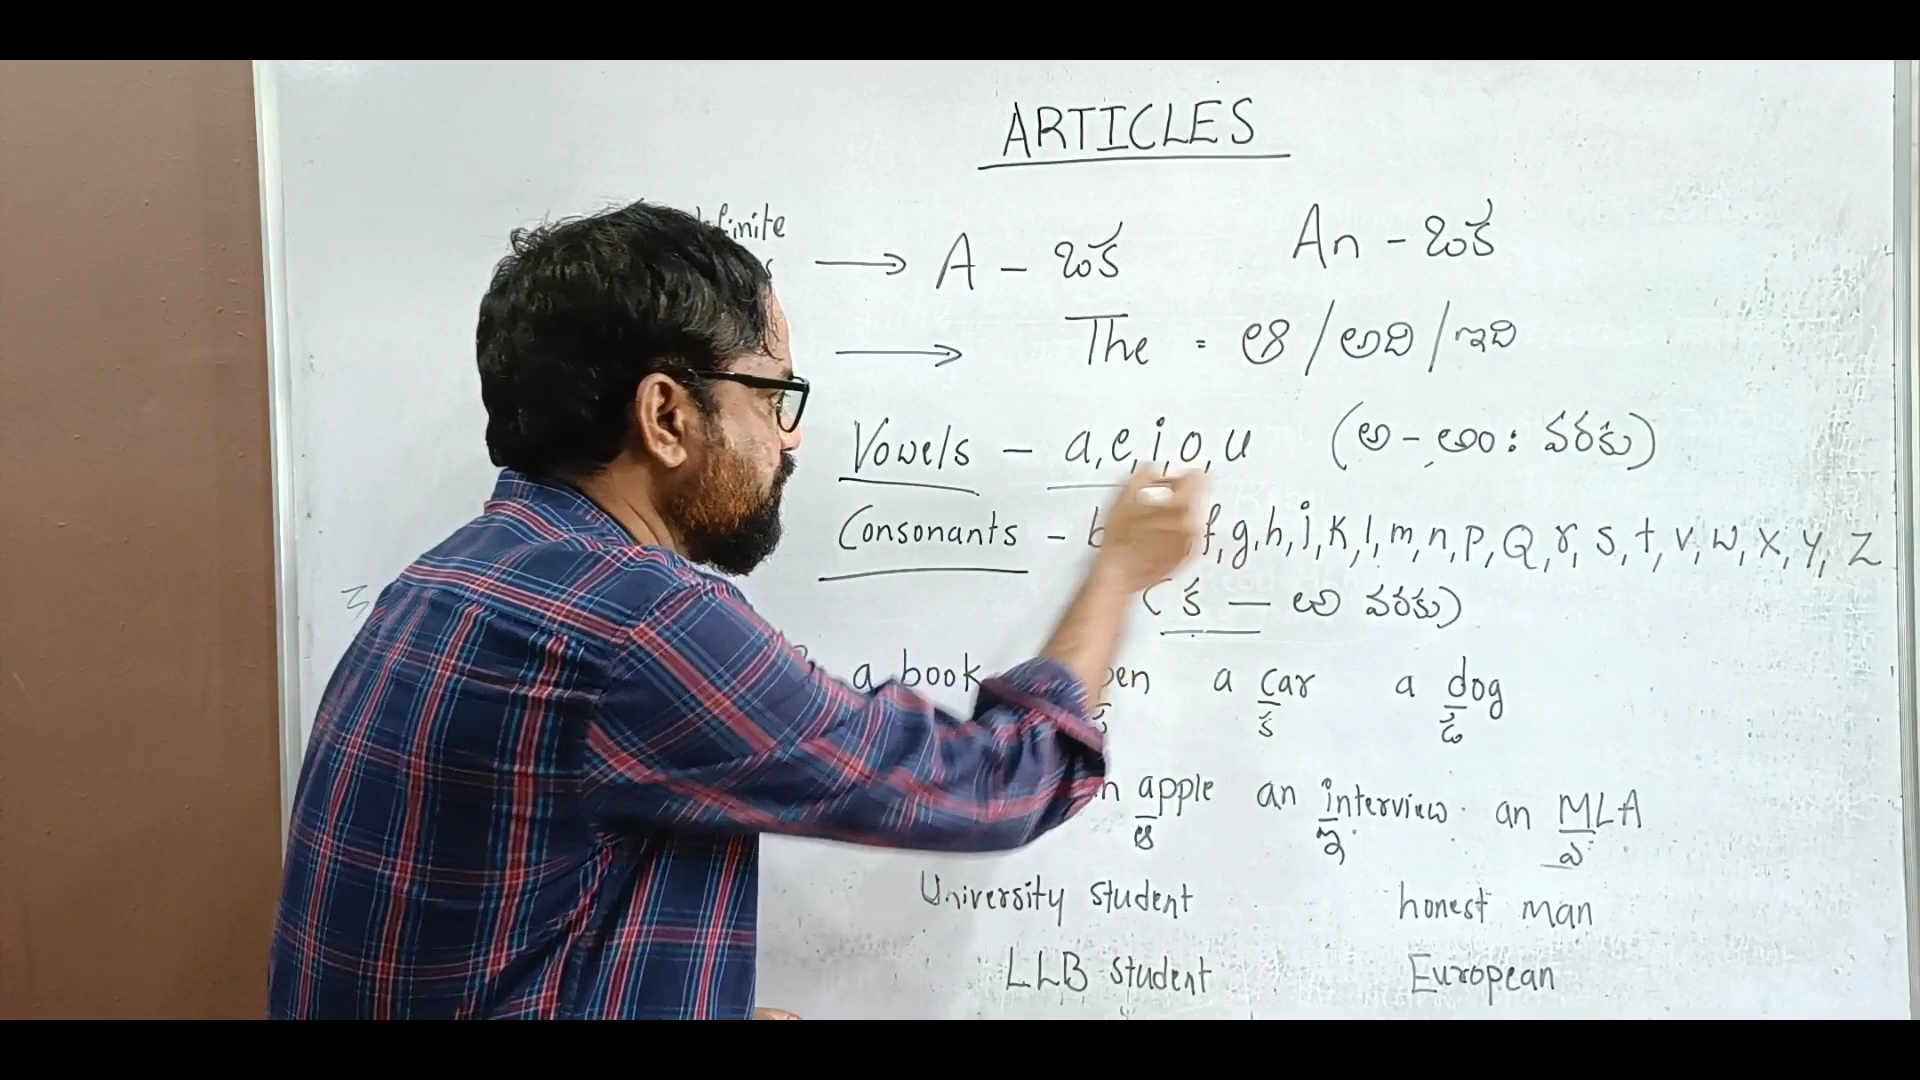 ARTICLES
A - ఒక An - ఒక
The = ఆ / అది / ఇది
Vowels - a, e, i, o, u (అ - అం: వరకు)
Consonants - f, g, h, j, k, l, m, n, p, Q, r, s, t, v, w, x, y, z
(క — ఱ వరకు)
a book a car a dog
క డ
apple an interview. an MLA
ఆ ఇ ఎ
University student honest man
LLB student European